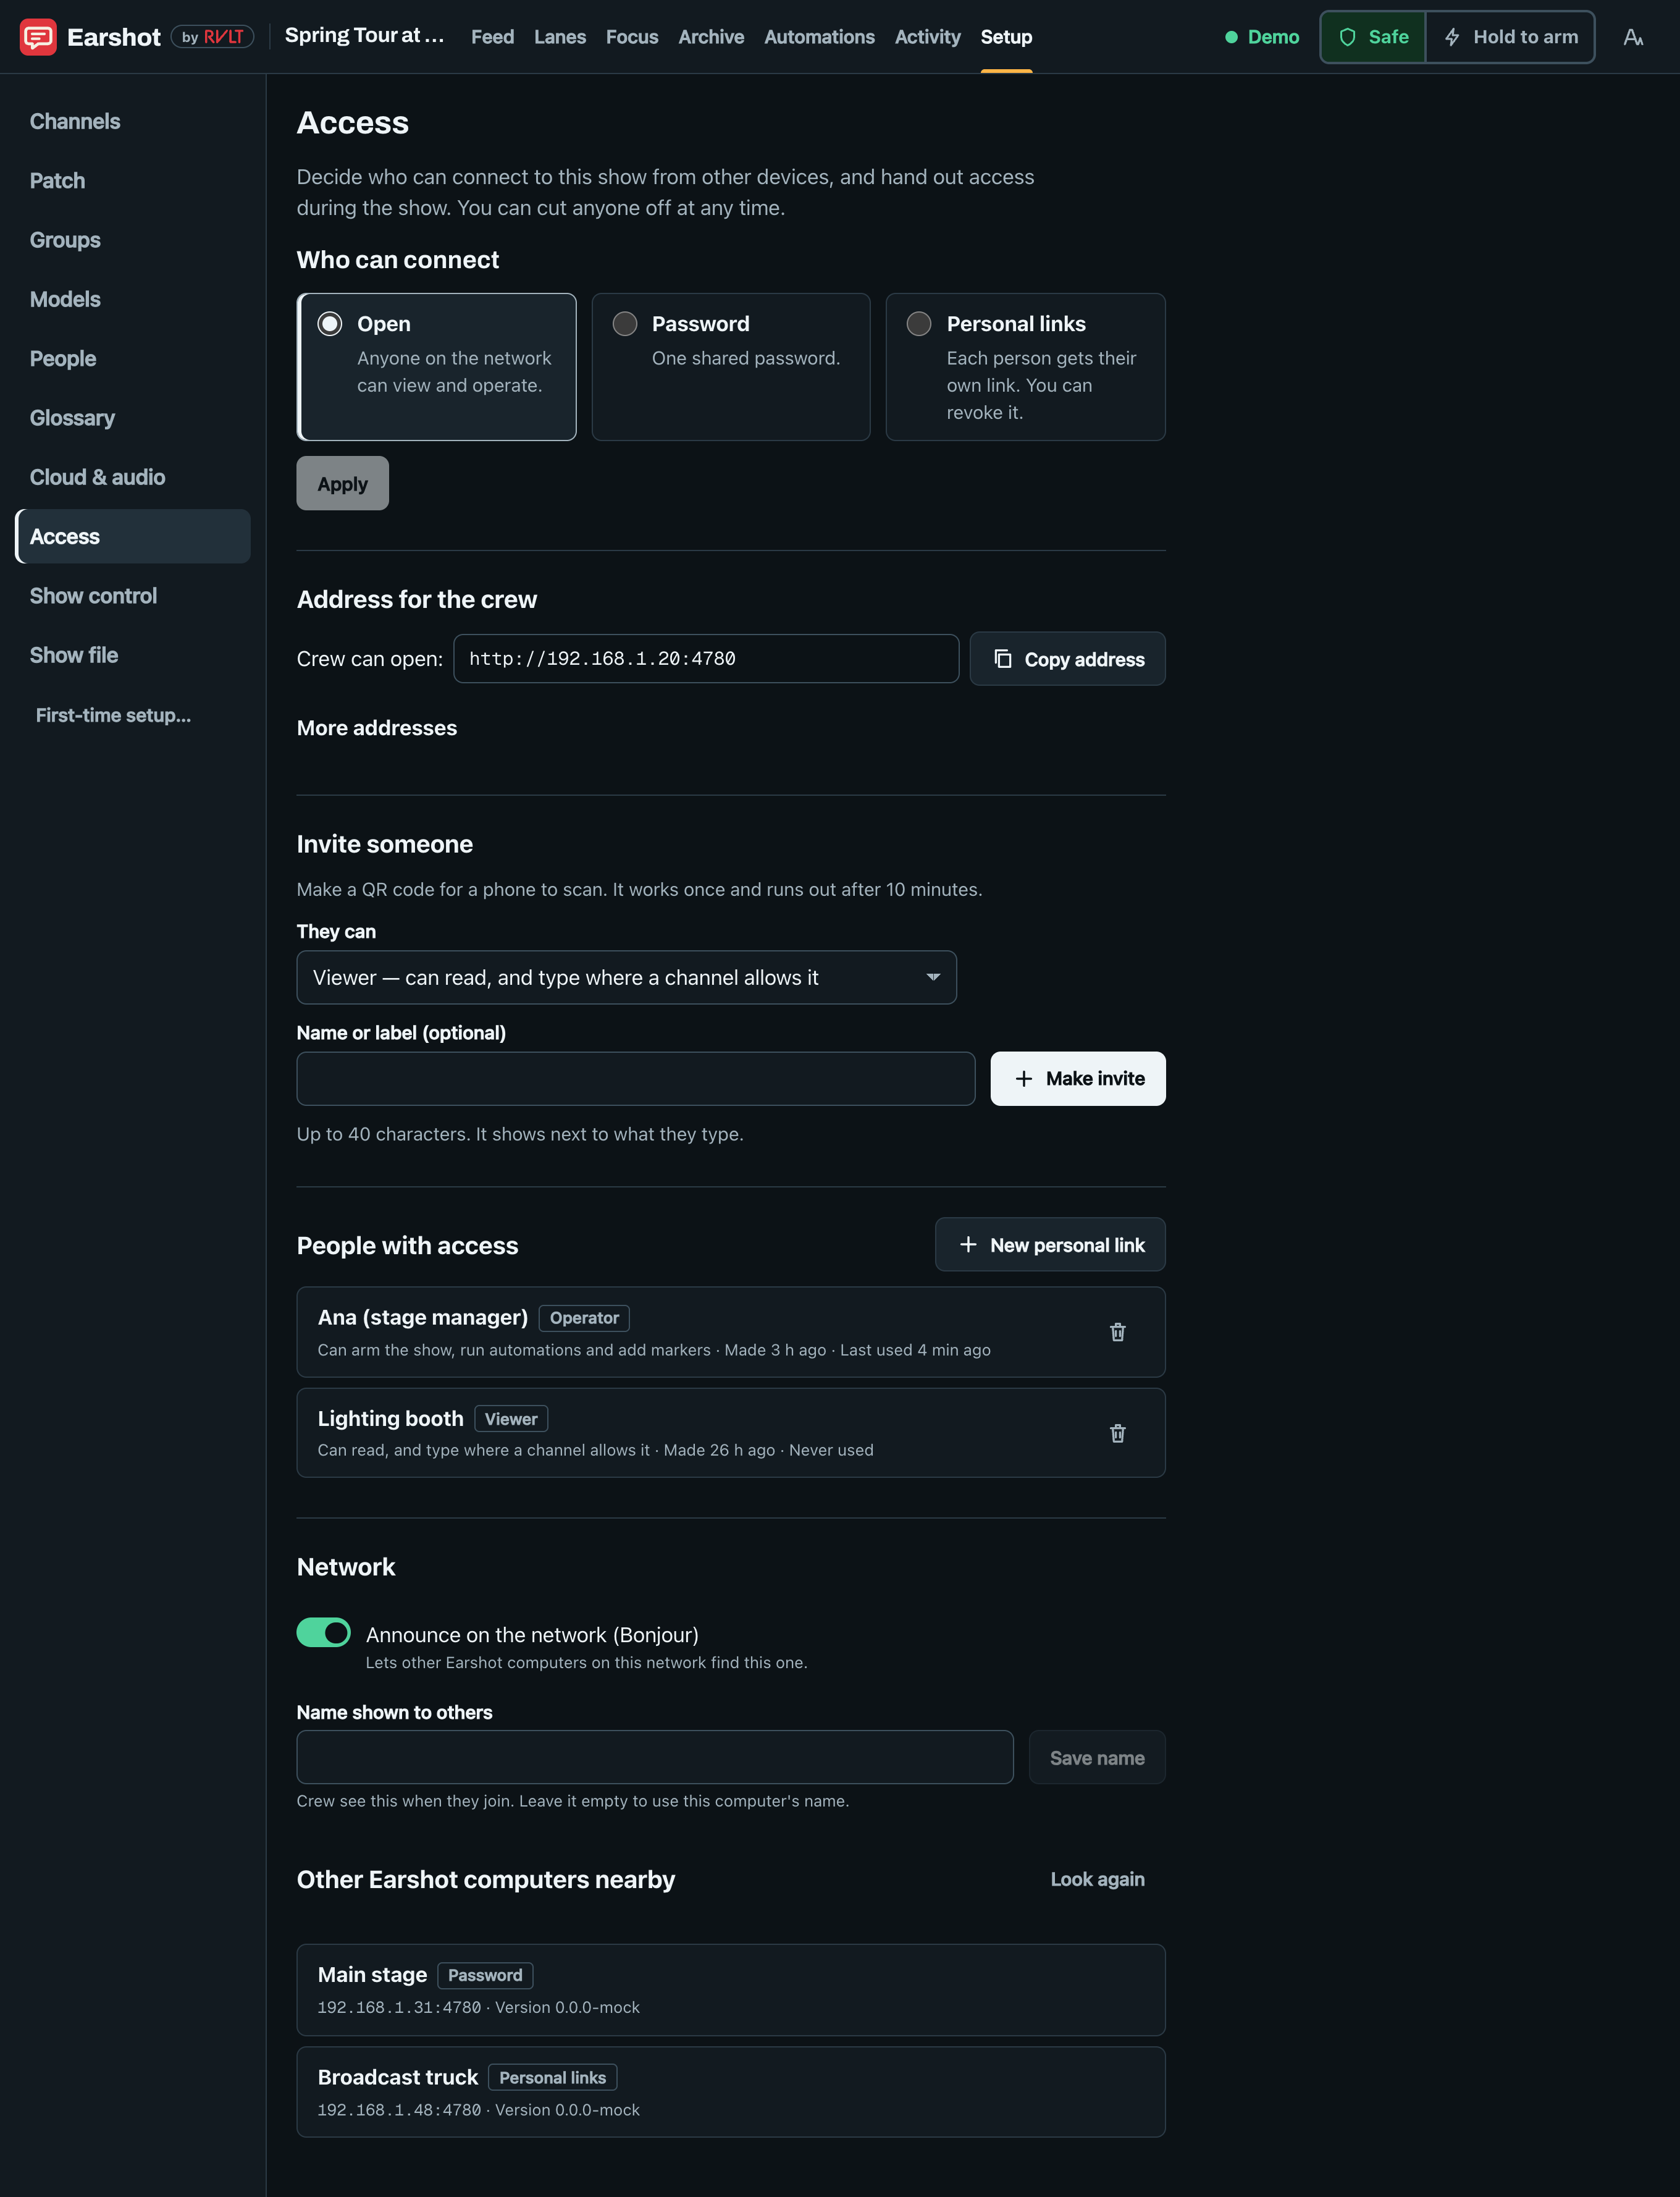 Earshot by RVLT
Spring Tour at ...
Feed Lanes Focus Archive Automations Activity Setup
Demo
Safe
Hold to arm
Channels
Patch
Groups
Models
People
Glossary
Cloud & audio
Access
Show control
Show file
First-time setup...
Access
Decide who can connect to this show from other devices, and hand out access
during the show. You can cut anyone off at any time.
Who can connect
Open
Anyone on the network
can view and operate.
Password
One shared password.
Personal links
Each person gets their
own link. You can
revoke it.
Apply
Address for the crew
Crew can open: http://192.168.1.20:4780 Copy address
More addresses
Invite someone
Make a QR code for a phone to scan. It works once and runs out after 10 minutes.
They can
Viewer — can read, and type where a channel allows it
Name or label (optional)
Make invite
Up to 40 characters. It shows next to what they type.
People with access
New personal link
Ana (stage manager) Operator
Can arm the show, run automations and add markers · Made 3 h ago · Last used 4 min ago
Lighting booth Viewer
Can read, and type where a channel allows it · Made 26 h ago · Never used
Network
Announce on the network (Bonjour)
Lets other Earshot computers on this network find this one.
Name shown to others
Save name
Crew see this when they join. Leave it empty to use this computer's name.
Other Earshot computers nearby
Look again
Main stage Password
192.168.1.31:4780 · Version 0.0.0-mock
Broadcast truck Personal links
192.168.1.48:4780 · Version 0.0.0-mock